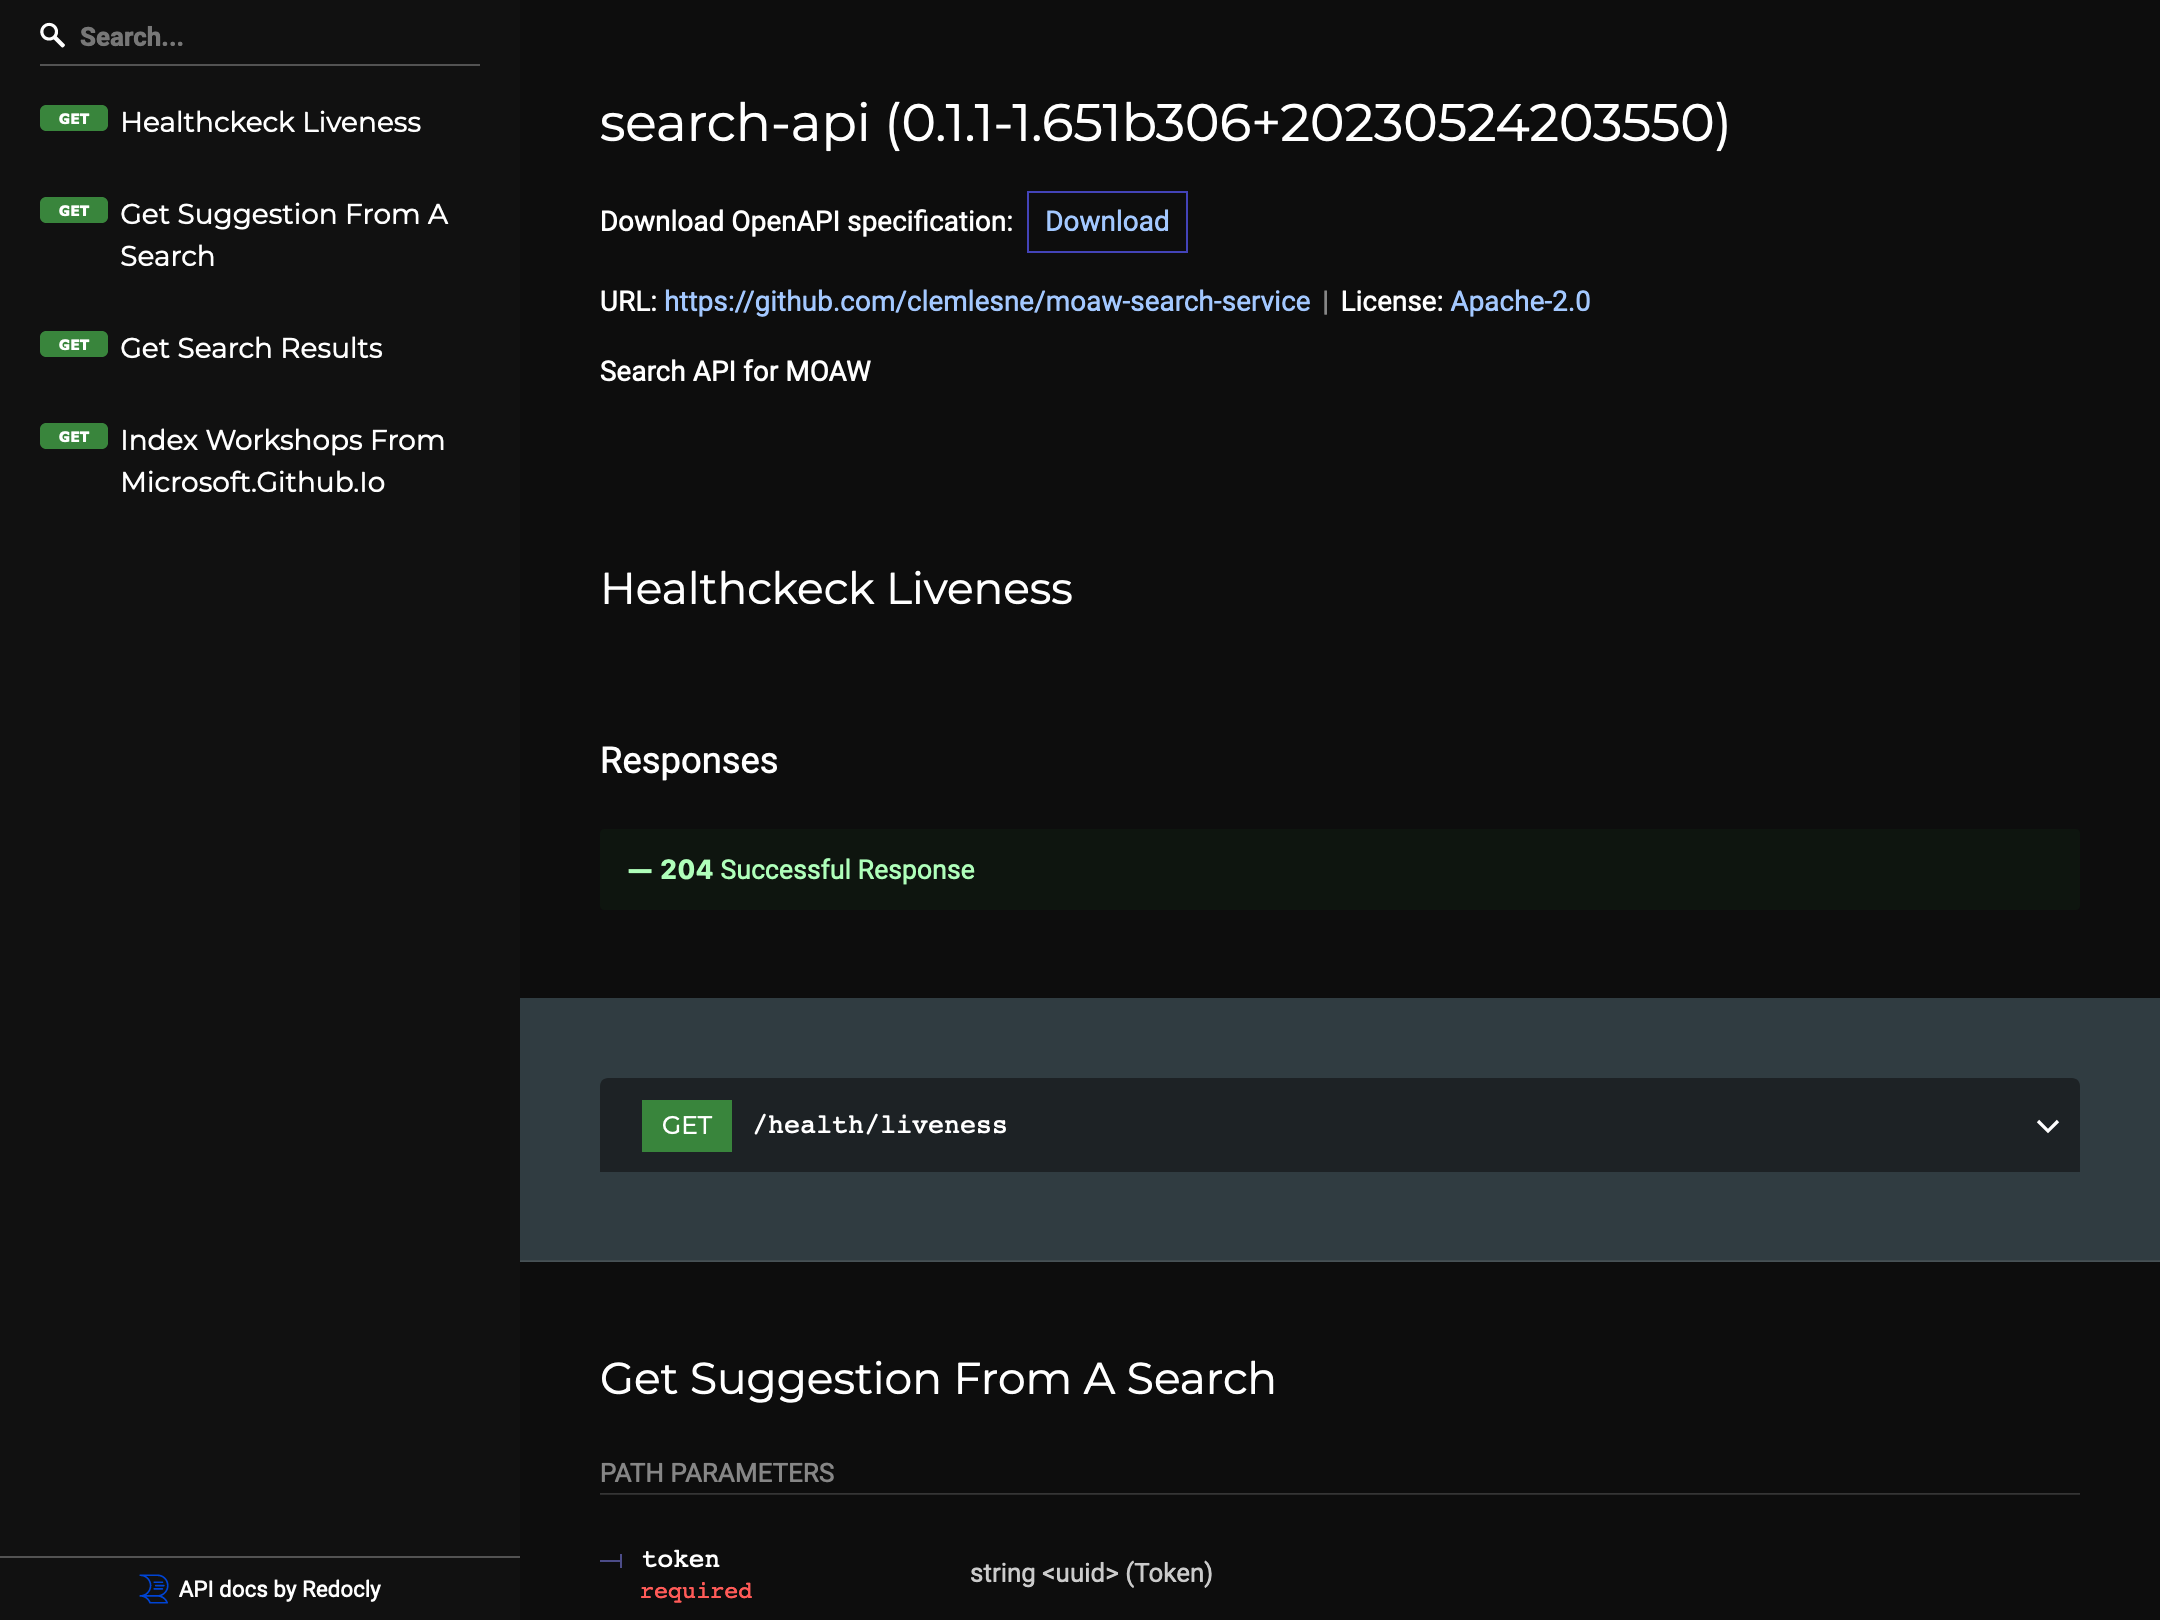 Search...
GET Healthckeck Liveness
GET Get Suggestion From A
Search
GET Get Search Results
GET Index Workshops From
Microsoft.Github.Io
API docs by Redocly
search-api (0.1.1-1.651b306+20230524203550)
Download OpenAPI specification: Download
URL: https://github.com/clemlesne/moaw-search-service | License: Apache-2.0
Search API for MOAW
Healthckeck Liveness
Responses
— 204 Successful Response
GET /health/liveness
Get Suggestion From A Search
PATH PARAMETERS
token
required
string <uuid> (Token)